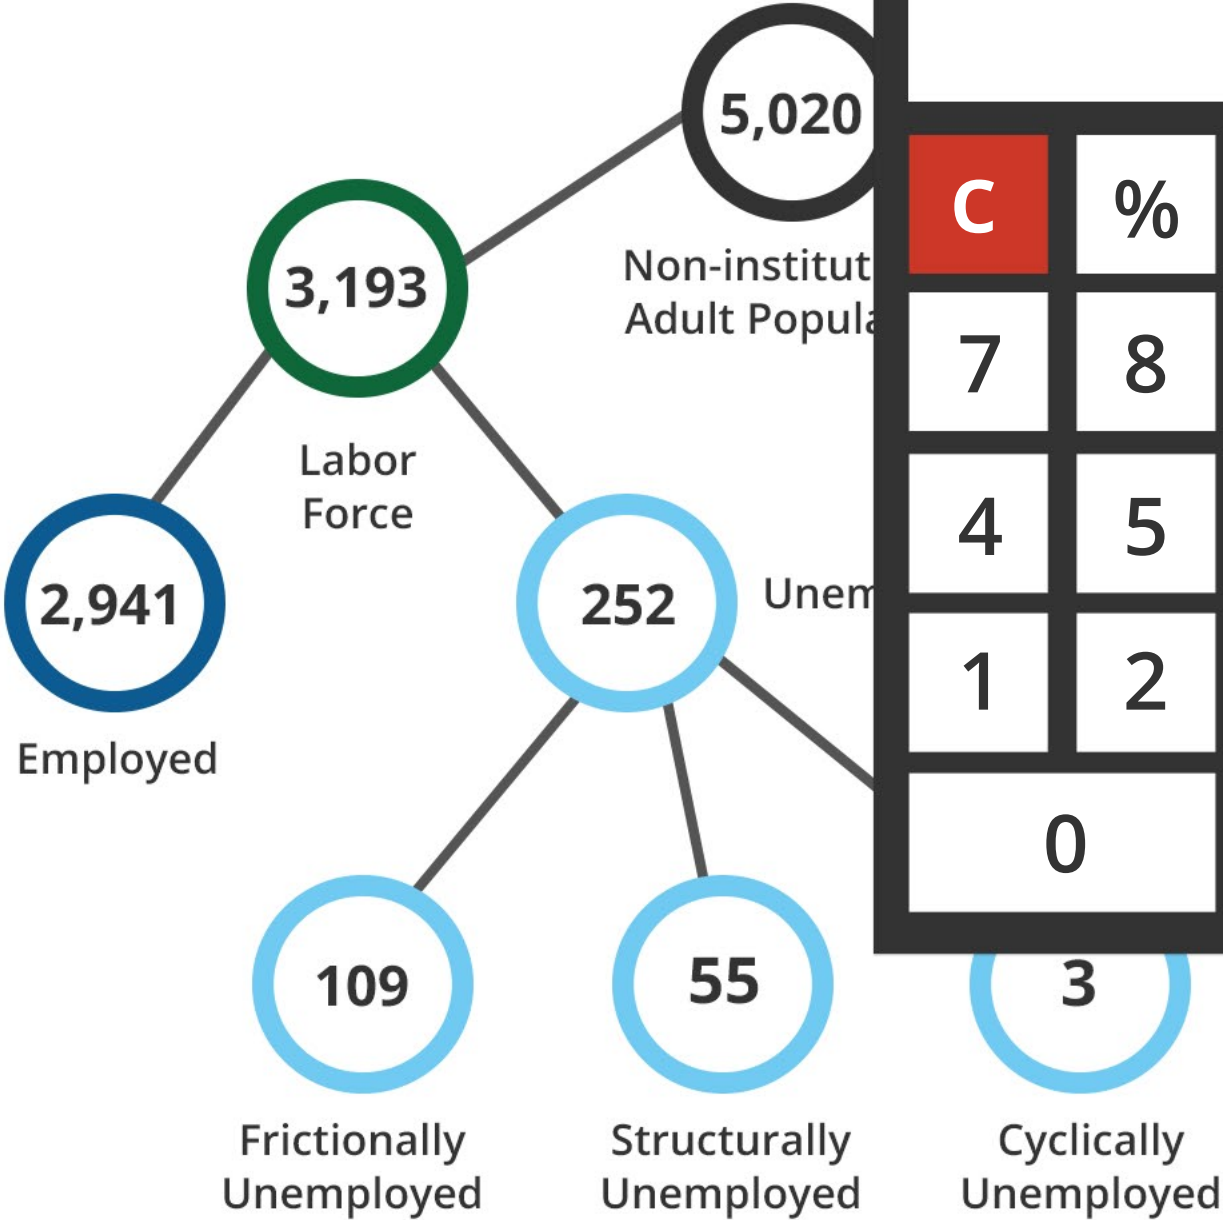 5,020
C
%
3,193
Non-institut
Adult Popula
7
8
Labor
Force
4
5
2,941
252
Unem
1
2
Employed
0
109
55
3
Frictionally
Unemployed
Structurally
Unemployed
Cyclically
Unemployed